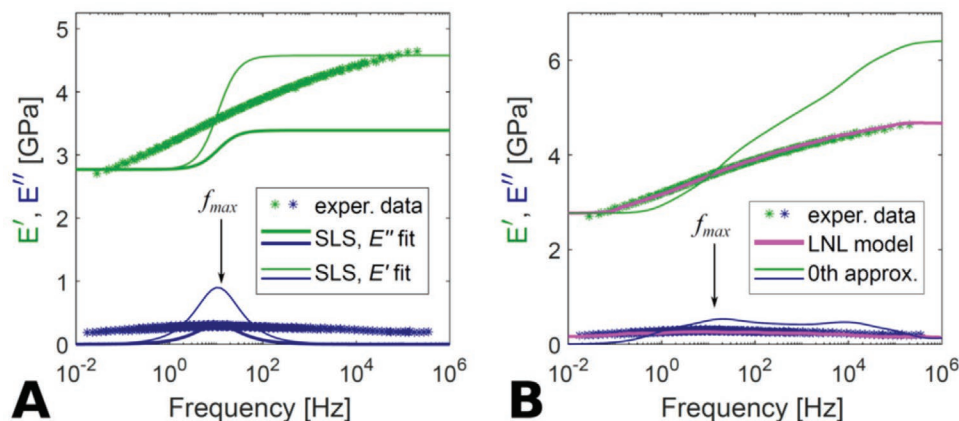 5
4
3
2
1
0
E′, E″ [GPa]
f_max
exper. data
SLS, E″ fit
SLS, E′ fit
10^-2 10^0 10^2 10^4 10^6
Frequency [Hz]
A
6
4
2
0
E′, E″ [GPa]
f_max
exper. data
LNL model
0th approx.
10^-2 10^0 10^2 10^4 10^6
Frequency [Hz]
B